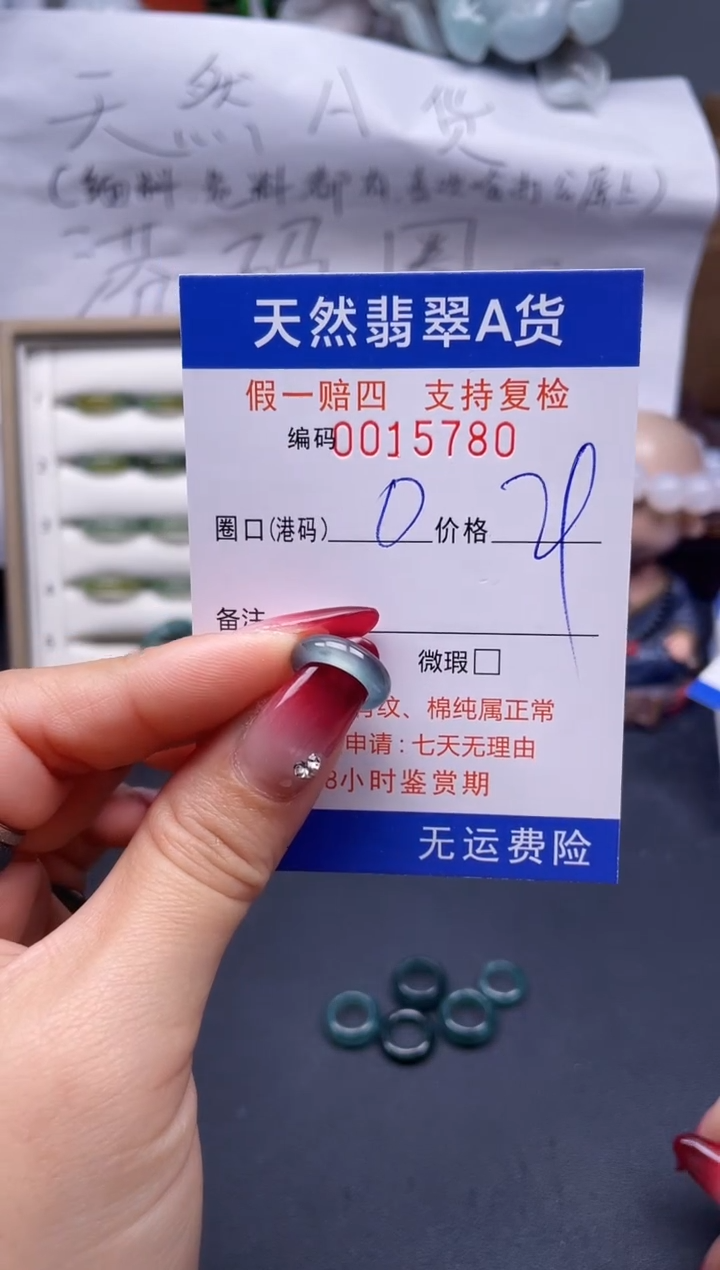 天然A货
港码圈
天然翡翠A货
假一赔四 支持复检
编码0015780
圈口(港码) 0 价格
备注
微瑕□
纹、棉纯属正常
申请:七天无理由
8小时鉴赏期
无运费险